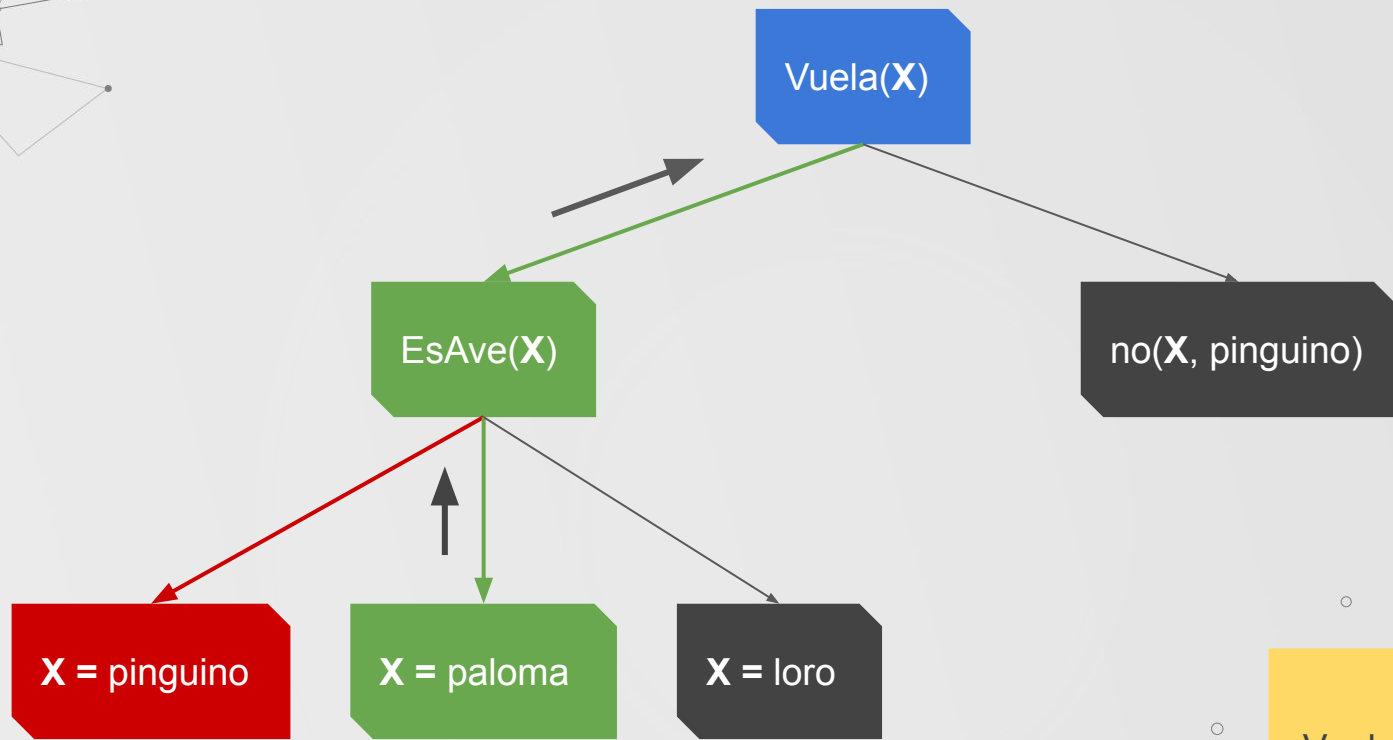 Vuela(X)
EsAve(X)
no(X, pinguino)
X = pinguino
X = paloma
X = loro